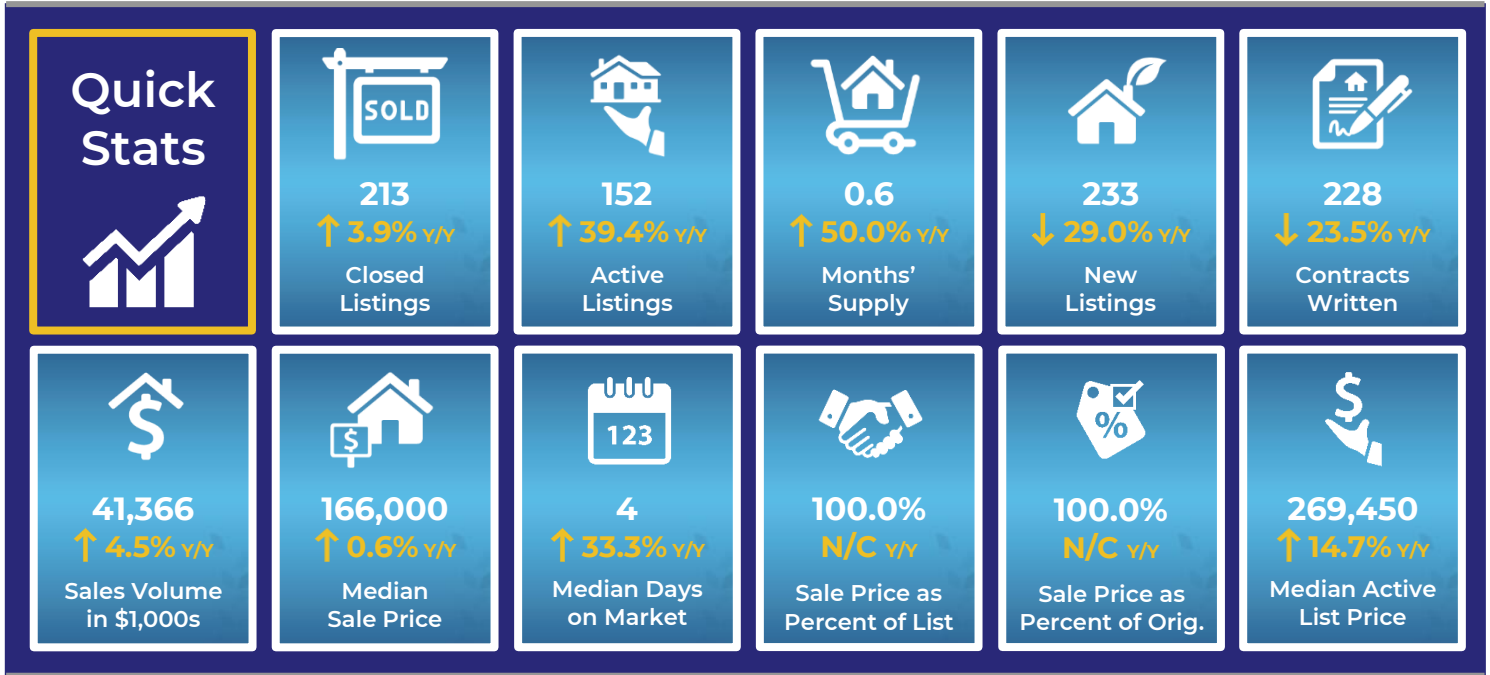 Quick
Stats
SOLD
213
↑ 3.9% Y/Y
Closed
Listings
152
↑ 39.4% Y/Y
Active
Listings
0.6
↑ 50.0% Y/Y
Months’
Supply
233
↓ 29.0% Y/Y
New
Listings
228
↓ 23.5% Y/Y
Contracts
Written
$
41,366
↑ 4.5% Y/Y
Sales Volume
in $1,000s
$
166,000
↑ 0.6% Y/Y
Median
Sale Price
123
4
↑ 33.3% Y/Y
Median Days
on Market
100.0%
N/C Y/Y
Sale Price as
Percent of List
%
100.0%
N/C Y/Y
Sale Price as
Percent of Orig.
$
269,450
↑ 14.7% Y/Y
Median Active
List Price